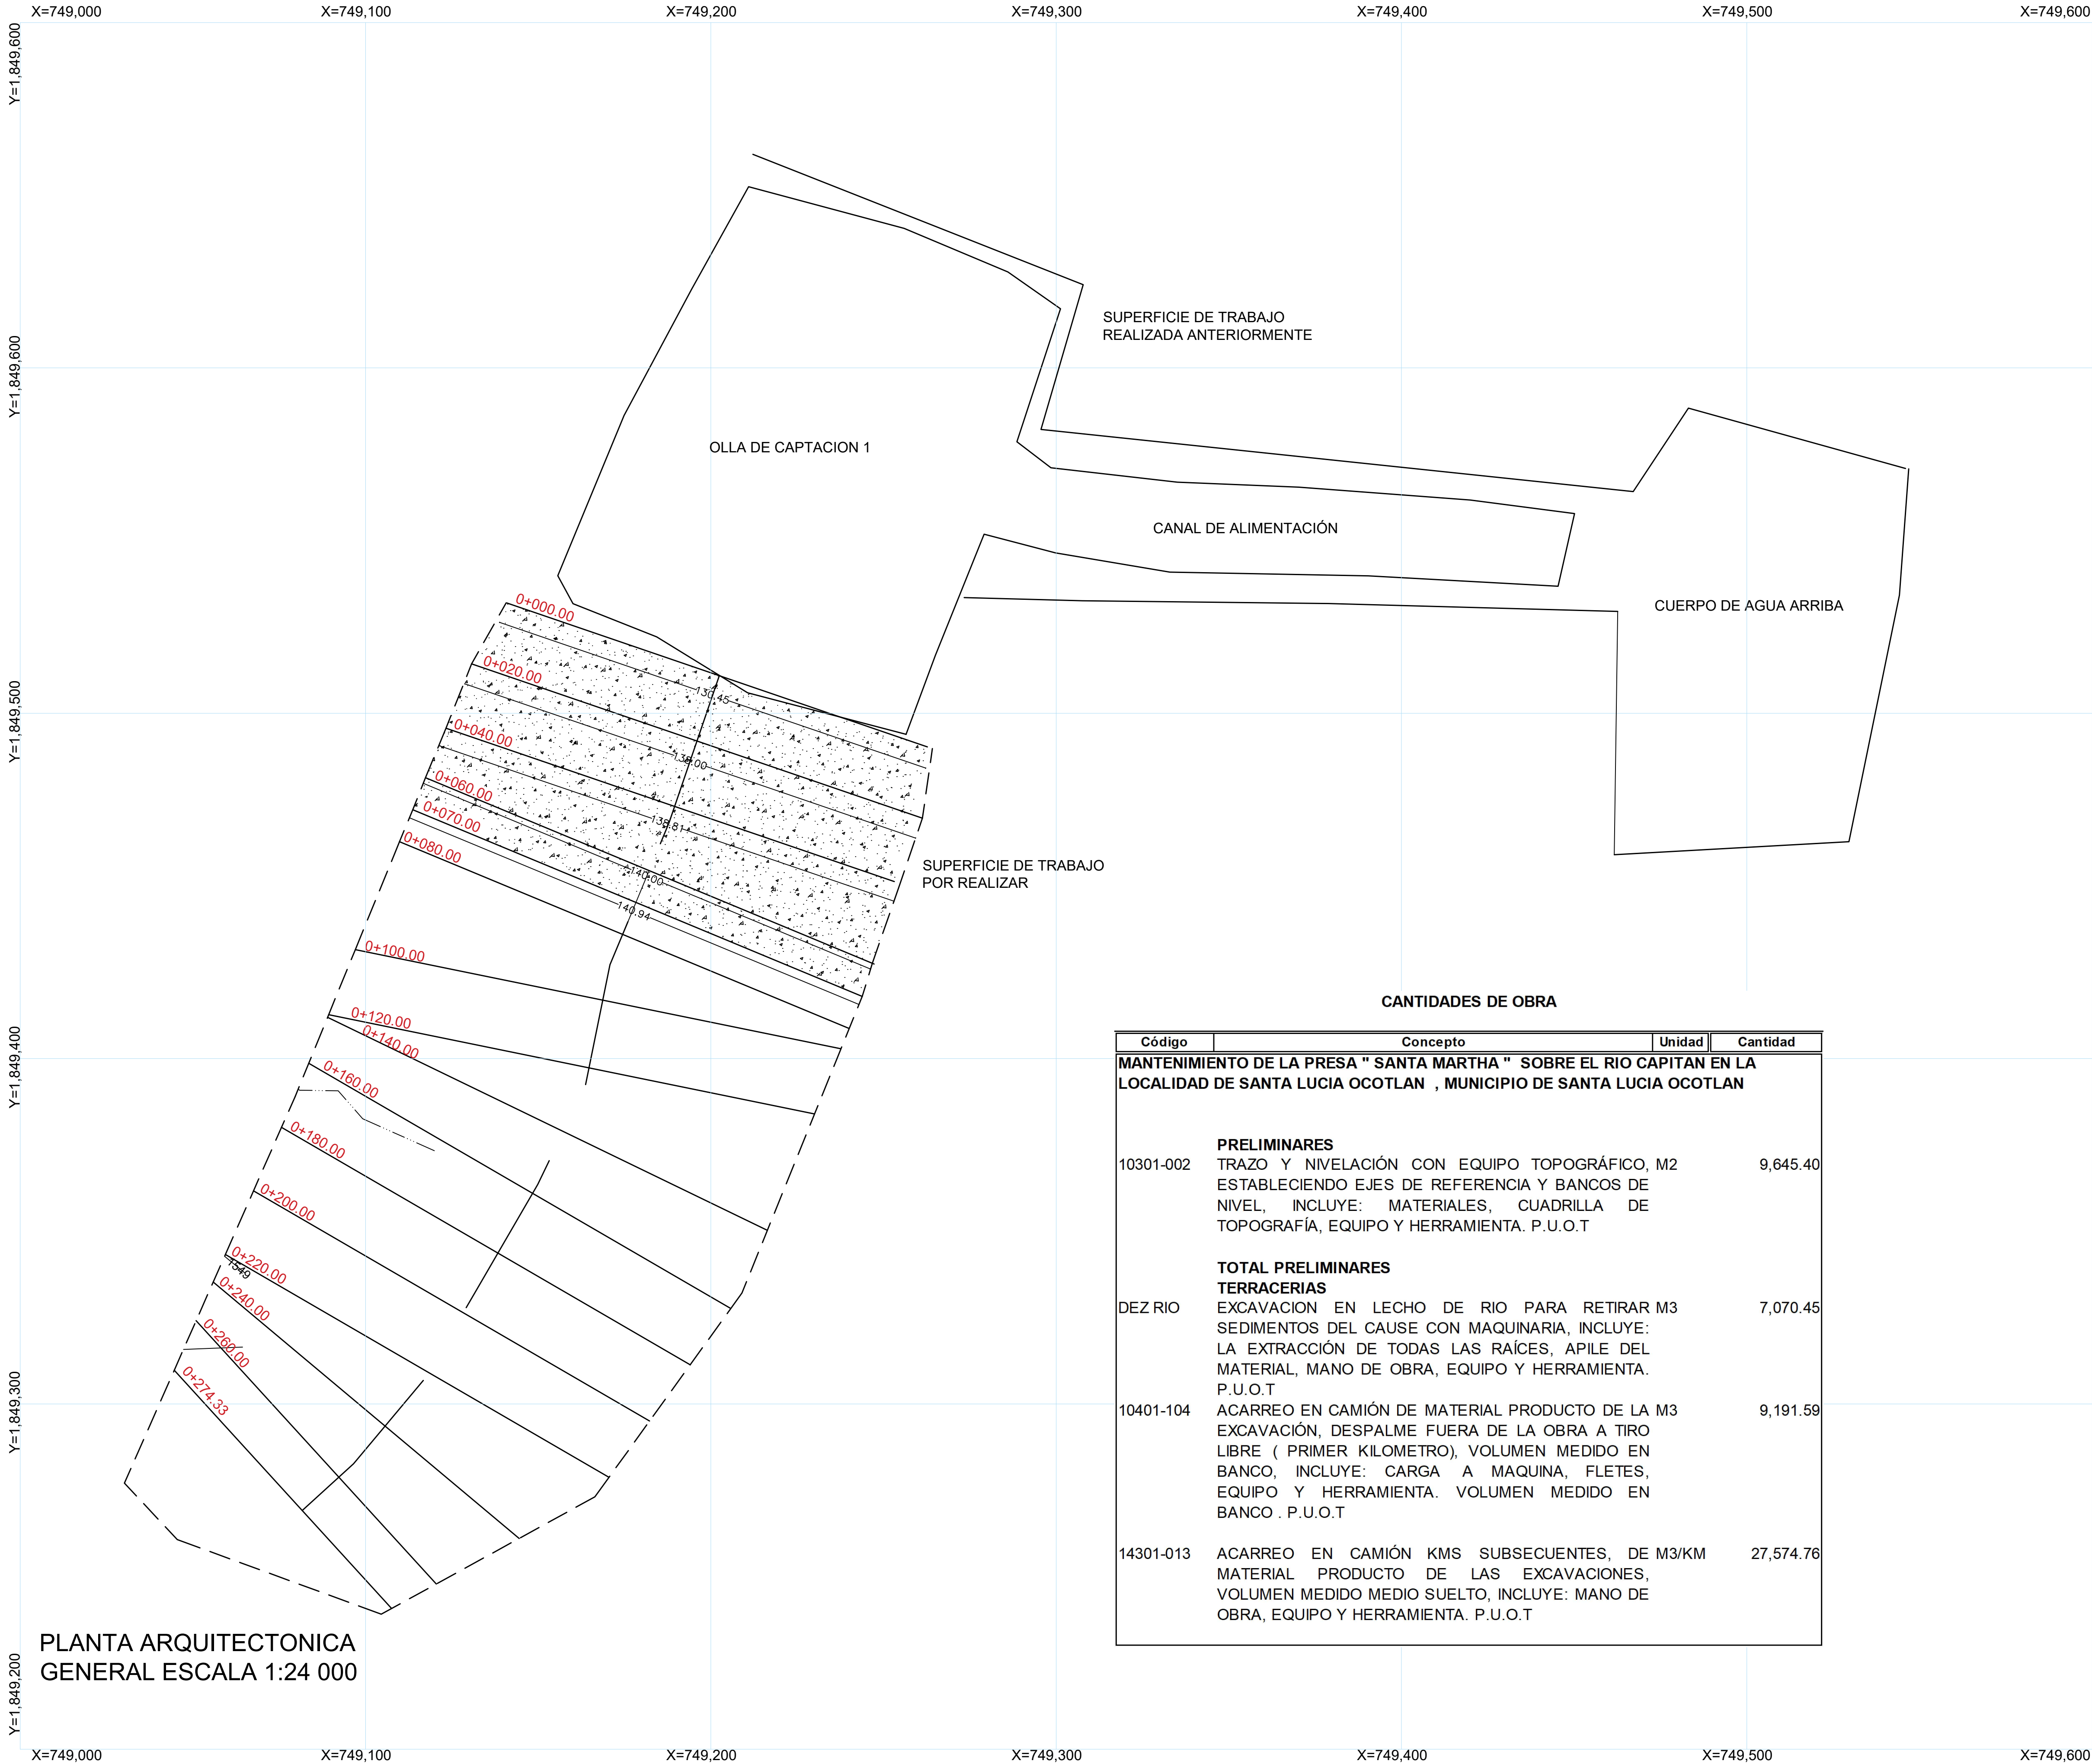 X=749,000
X=749,100
X=749,200
X=749,300
X=749,400
X=749,500
X=749,600
Y=1,849,600
Y=1,849,600
Y=1,849,500
Y=1,849,400
Y=1,849,300
Y=1,849,200
SUPERFICIE DE TRABAJO
REALIZADA ANTERIORMENTE
OLLA DE CAPTACION 1
CANAL DE ALIMENTACIÓN
CUERPO DE AGUA ARRIBA
0+000.00
130.45
0+020.00
138.00
0+040.00
138.81
0+060.00
140.00
0+070.00
140.94
0+080.00
SUPERFICIE DE TRABAJO
POR REALIZAR
0+100.00
0+120.00
0+140.00
0+160.00
0+180.00
0+200.00
0+220.00
1549
0+240.00
0+260.00
0+274.33
CANTIDADES DE OBRA
Código Concepto Unidad Cantidad
MANTENIMIENTO DE LA PRESA " SANTA MARTHA " SOBRE EL RIO CAPITAN EN LA
LOCALIDAD DE SANTA LUCIA OCOTLAN , MUNICIPIO DE SANTA LUCIA OCOTLAN
PRELIMINARES
10301-002 TRAZO Y NIVELACIÓN CON EQUIPO TOPOGRÁFICO, M2 9,645.40
ESTABLECIENDO EJES DE REFERENCIA Y BANCOS DE
NIVEL, INCLUYE: MATERIALES, CUADRILLA DE
TOPOGRAFÍA, EQUIPO Y HERRAMIENTA. P.U.O.T
TOTAL PRELIMINARES
TERRACERIAS
DEZ RIO EXCAVACION EN LECHO DE RIO PARA RETIRAR M3 7,070.45
SEDIMENTOS DEL CAUSE CON MAQUINARIA, INCLUYE:
LA EXTRACCIÓN DE TODAS LAS RAÍCES, APILE DEL
MATERIAL, MANO DE OBRA, EQUIPO Y HERRAMIENTA.
P.U.O.T
10401-104 ACARREO EN CAMIÓN DE MATERIAL PRODUCTO DE LA M3 9,191.59
EXCAVACIÓN, DESPALME FUERA DE LA OBRA A TIRO
LIBRE ( PRIMER KILOMETRO), VOLUMEN MEDIDO EN
BANCO, INCLUYE: CARGA A MAQUINA, FLETES,
EQUIPO Y HERRAMIENTA. VOLUMEN MEDIDO EN
BANCO . P.U.O.T
14301-013 ACARREO EN CAMIÓN KMS SUBSECUENTES, DE M3/KM 27,574.76
MATERIAL PRODUCTO DE LAS EXCAVACIONES,
VOLUMEN MEDIDO MEDIO SUELTO, INCLUYE: MANO DE
OBRA, EQUIPO Y HERRAMIENTA. P.U.O.T
PLANTA ARQUITECTONICA
GENERAL ESCALA 1:24 000
X=749,000
X=749,100
X=749,200
X=749,300
X=749,400
X=749,500
X=749,600